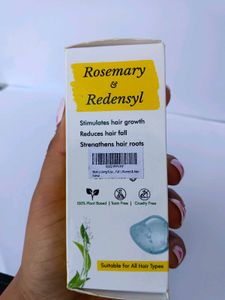 Rosemary
&
Redensyl
Stimulates hair growth
Reduces hair fall
Strengthens hair roots
100% Plant Based | Toxin Free | Cruelty Free
Suitable for All Hair Types